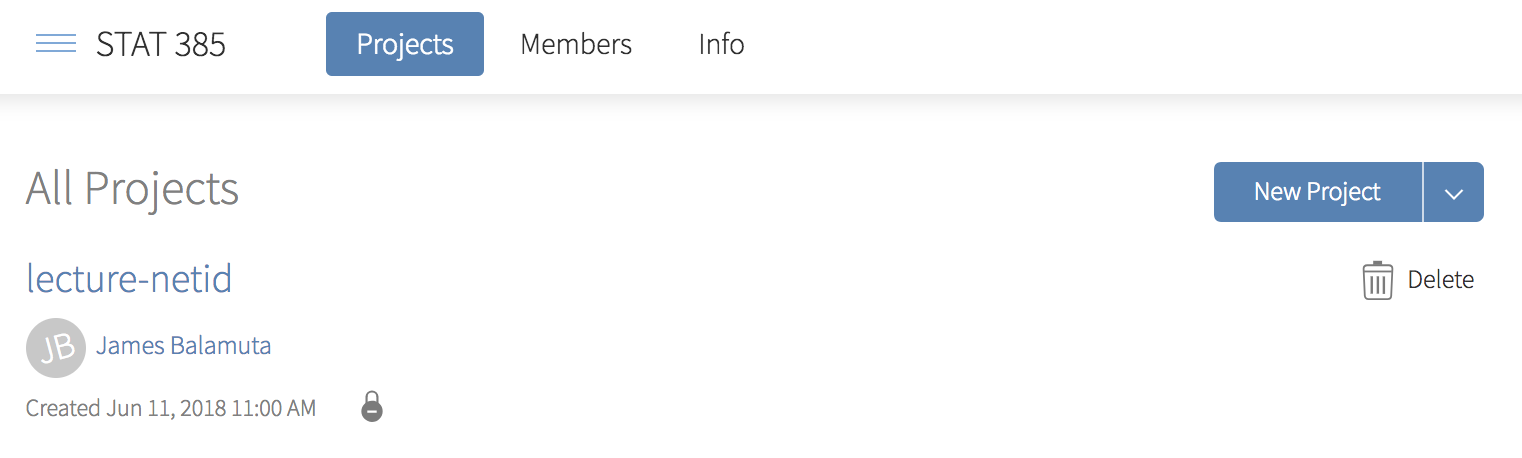 STAT 385 Projects Members Info
All Projects New Project
lecture-netid Delete
JB James Balamuta
Created Jun 11, 2018 11:00 AM